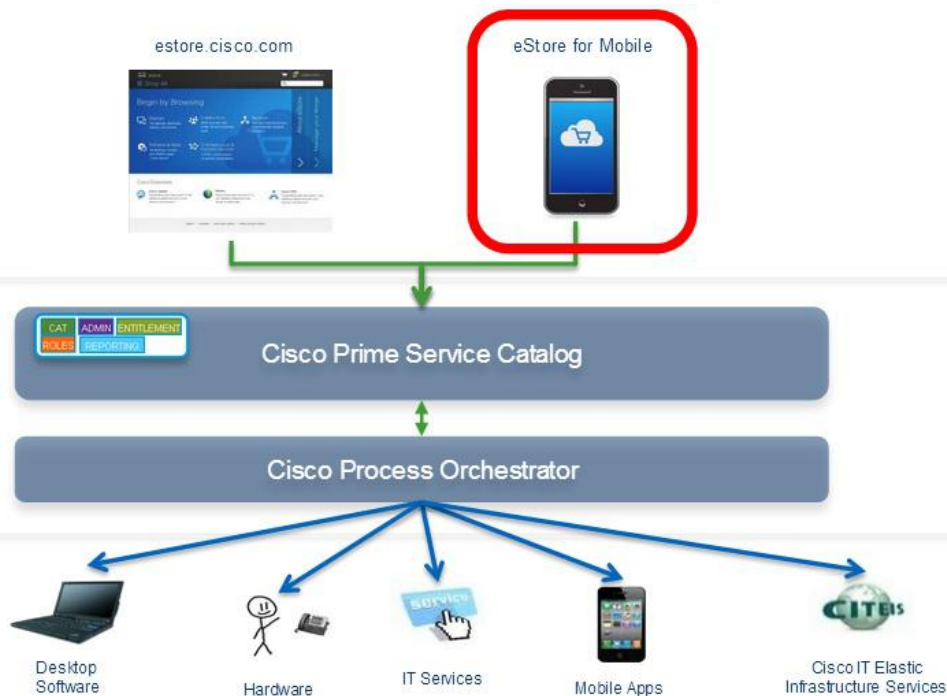 estore.cisco.com
eStore for Mobile
Begin by Browsing
CAT ADMIN ENTITLEMENT
ROLES REPORTING
Cisco Prime Service Catalog
Cisco Process Orchestrator
service
CITEIS
Desktop
Software
Hardware
IT Services
Mobile Apps
Cisco IT Elastic
Infrastructure Services